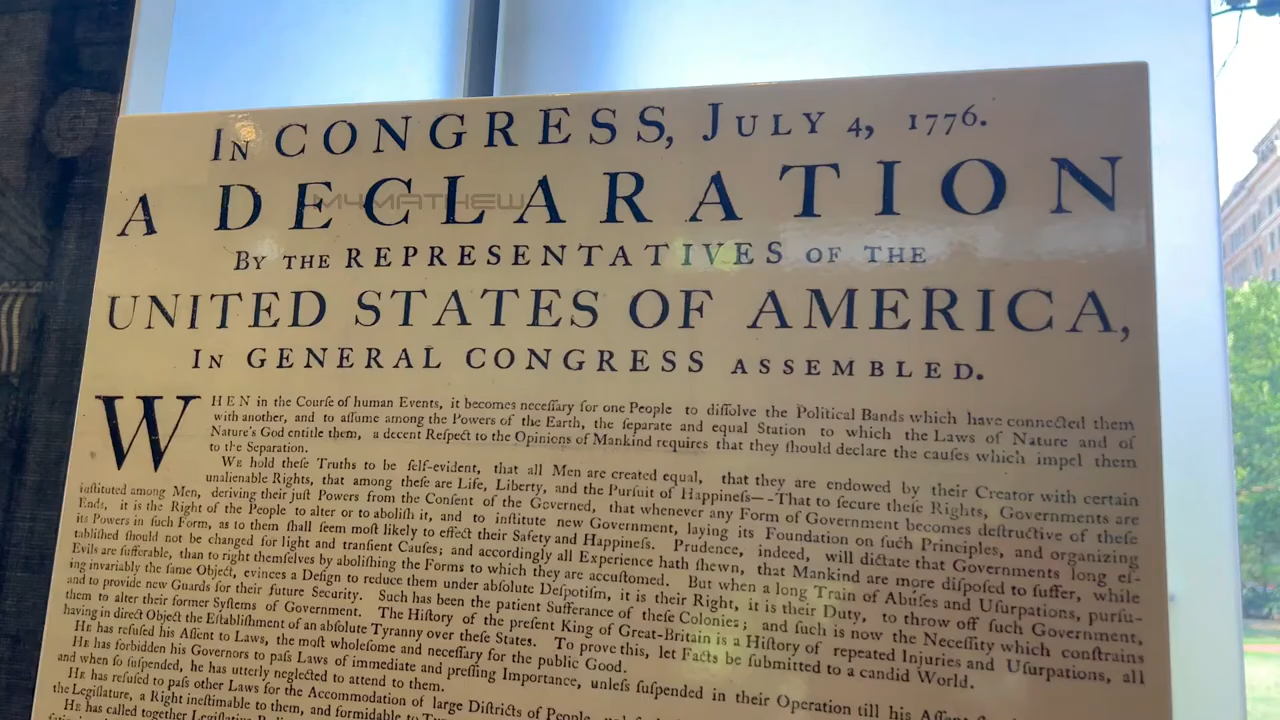 IN CONGRESS, JULY 4, 1776.
A DECLARATION
M4MATHEW
BY THE REPRESENTATIVES OF THE
UNITED STATES OF AMERICA,
IN GENERAL CONGRESS ASSEMBLED.
WHEN in the Courſe of human Events, it becomes neceſſary for one People to diſſolve the Political Bands which have connected them
with another, and to aſſume among the Powers of the Earth, the ſeparate and equal Station to which the Laws of Nature and of
Nature's God entitle them, a decent Reſpect to the Opinions of Mankind requires that they ſhould declare the cauſes which impel them
to the Separation.
WE hold theſe Truths to be ſelf-evident, that all Men are created equal, that they are endowed by their Creator with certain
unalienable Rights, that among theſe are Life, Liberty, and the Purſuit of Happineſs--That to ſecure theſe Rights, Governments are
inſtituted among Men, deriving their juſt Powers from the Conſent of the Governed, that whenever any Form of Government becomes deſtructive of theſe
Ends, it is the Right of the People to alter or to aboliſh it, and to inſtitute new Government, laying its Foundation on ſuch Principles, and organizing
its Powers in ſuch Form, as to them ſhall ſeem moſt likely to effect their Safety and Happineſs. Prudence, indeed, will dictate that Governments long eſ-
tabliſhed ſhould not be changed for light and tranſient Cauſes; and accordingly all Experience hath ſhewn, that Mankind are more diſpoſed to ſuffer, while
Evils are ſufferable, than to right themſelves by aboliſhing the Forms to which they are accuſtomed. But when a long Train of Abuſes and Uſurpations, purſu-
ing invariably the ſame Object, evinces a Deſign to reduce them under abſolute Deſpotiſm, it is their Right, it is their Duty, to throw off ſuch Government,
and to provide new Guards for their future Security. Such has been the patient Sufferance of theſe Colonies; and ſuch is now the Neceſſity which conſtrains
them to alter their former Syſtems of Government. The Hiſtory of the preſent King of Great-Britain is a Hiſtory of repeated Injuries and Uſurpations, all
having in direct Object the Eſtabliſhment of an abſolute Tyranny over theſe States. To prove this, let Facts be ſubmitted to a candid World.
HE has refuſed his Aſſent to Laws, the moſt wholeſome and neceſſary for the public Good.
HE has forbidden his Governors to paſs Laws of immediate and preſſing Importance, unleſs ſuſpended in their Operation till his Aſſent
and when ſo ſuſpended, he has utterly neglected to attend to them.
HE has refuſed to paſs other Laws for the Accommodation of large Diſtricts of People
the Legiſlature, a Right ineſtimable to them, and formidable to
HE has called together